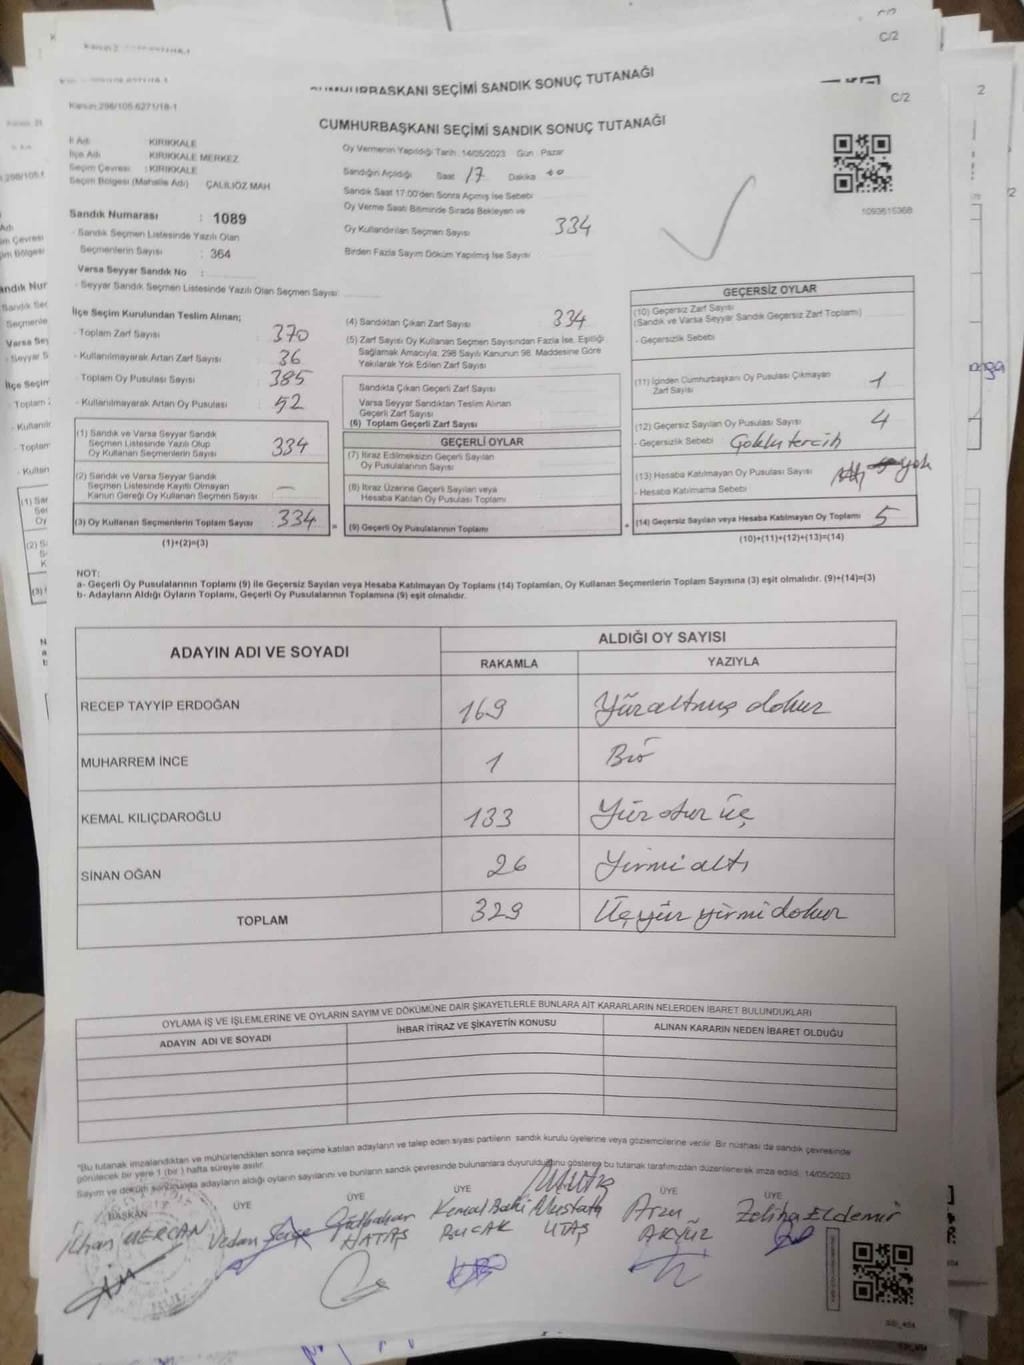 C/2
CUMHURBAŞKANI SEÇİMİ SANDIK SONUÇ TUTANAĞI
C/2
Kanun:298/105.6271/18-1
CUMHURBAŞKANI SEÇİMİ SANDIK SONUÇ TUTANAĞI
İl Adı KIRIKKALE
İlçe Adı KIRIKKALE MERKEZ
Seçim Çevresi : KIRIKKALE
Seçim Bölgesi (Mahalle Adı) ÇALILIÖZ MAH
Oy Vermenin Yapıldığı Tarih: 14/05/2023 Gün : Pazar
Sandığın Açıldığı Saat 17 Dakika
Sandık Saat 17.00'den Sonra Açılmış İse Sebebi
Oy Verme Saati Bitiminde Sırada Bekleyen ve
Oy Kullandırılan Seçmen Sayısı 334
Birden Fazla Sayım Döküm Yapılmış İse Sayısı
1093615368
Sandık Numarası : 1089
- Sandık Seçmen Listesinde Yazılı Olan
Seçmenlerin Sayısı : 364
Varsa Seyyar Sandık No :
- Seyyar Sandık Seçmen Listesinde Yazılı Olan Seçmen Sayısı:
İlçe Seçim Kurulundan Teslim Alınan;
- Toplam Zarf Sayısı : 370
- Kullanılmayarak Artan Zarf Sayısı : 36
- Toplam Oy Pusulası Sayısı : 385
- Kullanılmayarak Artan Oy Pusulası : 52
(1) Sandık ve Varsa Seyyar Sandık
Seçmen Listesinde Yazılı Olup
Oy Kullanan Seçmenlerin Sayısı : 334
(2) Sandık ve Varsa Seyyar Sandık
Seçmen Listesinde Kayıtlı Olmayan
Kanun Gereği Oy Kullanan Seçmen Sayısı : —
(3) Oy Kullanan Seçmenlerin Toplam Sayısı : 334
(1)+(2)=(3)
(4) Sandıktan Çıkan Zarf Sayısı 334
(5) Zarf Sayısı Oy Kullanan Seçmen Sayısından Fazla İse, Eşitliği
Sağlamak Amacıyla, 298 Sayılı Kanunun 98. Maddesine Göre
Yakılarak Yok Edilen Zarf Sayısı
Sandıkta Çıkan Geçerli Zarf Sayısı
Varsa Seyyar Sandıktan Teslim Alınan
Geçerli Zarf Sayısı
(6) Toplam Geçerli Zarf Sayısı
GEÇERLİ OYLAR
(7) İtiraz Edilmeksizin Geçerli Sayılan
Oy Pusulalarının Sayısı
(8) İtiraz Üzerine Geçerli Sayılan veya
Hesaba Katılan Oy Pusulası Toplamı
= (9) Geçerli Oy Pusulalarının Toplamı
GEÇERSİZ OYLAR
(10) Geçersiz Zarf Sayısı
(Sandık ve Varsa Seyyar Sandık Geçersiz Zarf Toplamı)
- Geçersizlik Sebebi
(11) İçinden Cumhurbaşkanı Oy Pusulası Çıkmayan
Zarf Sayısı 1
(12) Geçersiz Sayılan Oy Pusulası Sayısı 4
- Geçersizlik Sebebi Çoklu tercih
(13) Hesaba Katılmayan Oy Pusulası Sayısı yok
- Hesaba Katılmama Sebebi
+ (14) Geçersiz Sayılan veya Hesaba Katılmayan Oy Toplamı 5
(10)+(11)+(12)+(13)=(14)
NOT:
a- Geçerli Oy Pusulalarının Toplamı (9) ile Geçersiz Sayılan veya Hesaba Katılmayan Oy Toplamı (14) Toplamları, Oy Kullanan Seçmenlerin Toplam Sayısına (3) eşit olmalıdır. (9)+(14)=(3)
b- Adayların Aldığı Oyların Toplamı, Geçerli Oy Pusulalarının Toplamına (9) eşit olmalıdır.
ADAYIN ADI VE SOYADI
ALDIĞI OY SAYISI
RAKAMLA YAZIYLA
RECEP TAYYİP ERDOĞAN 169 Yüzaltmış dokuz
MUHARREM İNCE 1 Bir
KEMAL KILIÇDAROĞLU 133 Yüz otuz üç
SİNAN OĞAN 26 Yirmi altı
TOPLAM 329 Üçyüz yirmi dokuz
OYLAMA İŞ VE İŞLEMLERİNE VE OYLARIN SAYIM VE DÖKÜMÜNE DAİR ŞİKAYETLERLE BUNLARA AİT KARARLARIN NELERDEN İBARET BULUNDUKLARI
ADAYIN ADI VE SOYADI İHBAR İTİRAZ VE ŞİKAYETİN KONUSU ALINAN KARARIN NEDEN İBARET OLDUĞU
"Bu tutanak imzalandıktan ve mühürlendikten sonra seçime katılan adayların ve talep eden siyasi partilerin sandık kurulu üyelerine veya gözlemcilerine verilir. Bir nüshası da sandık çevresinde
görülecek bir yere 1 (bir) hafta süreyle asılır.
Sayım ve döküm sonucunda adayların aldığı oyların sayılarını ve bunların sandık çevresinde bulunanlara duyurulduğunu gösteren bu tutanak tarafımızdan düzenlenerek imza edildi. 14/05/2023
BAŞKAN ÜYE ÜYE ÜYE ÜYE ÜYE
İlhan MERCAN Vedan Gülbahar HATAŞ Kemal Baki BUCAK Mustafa UTAŞ Arzu AKYÜZ Zeliha Eldemir